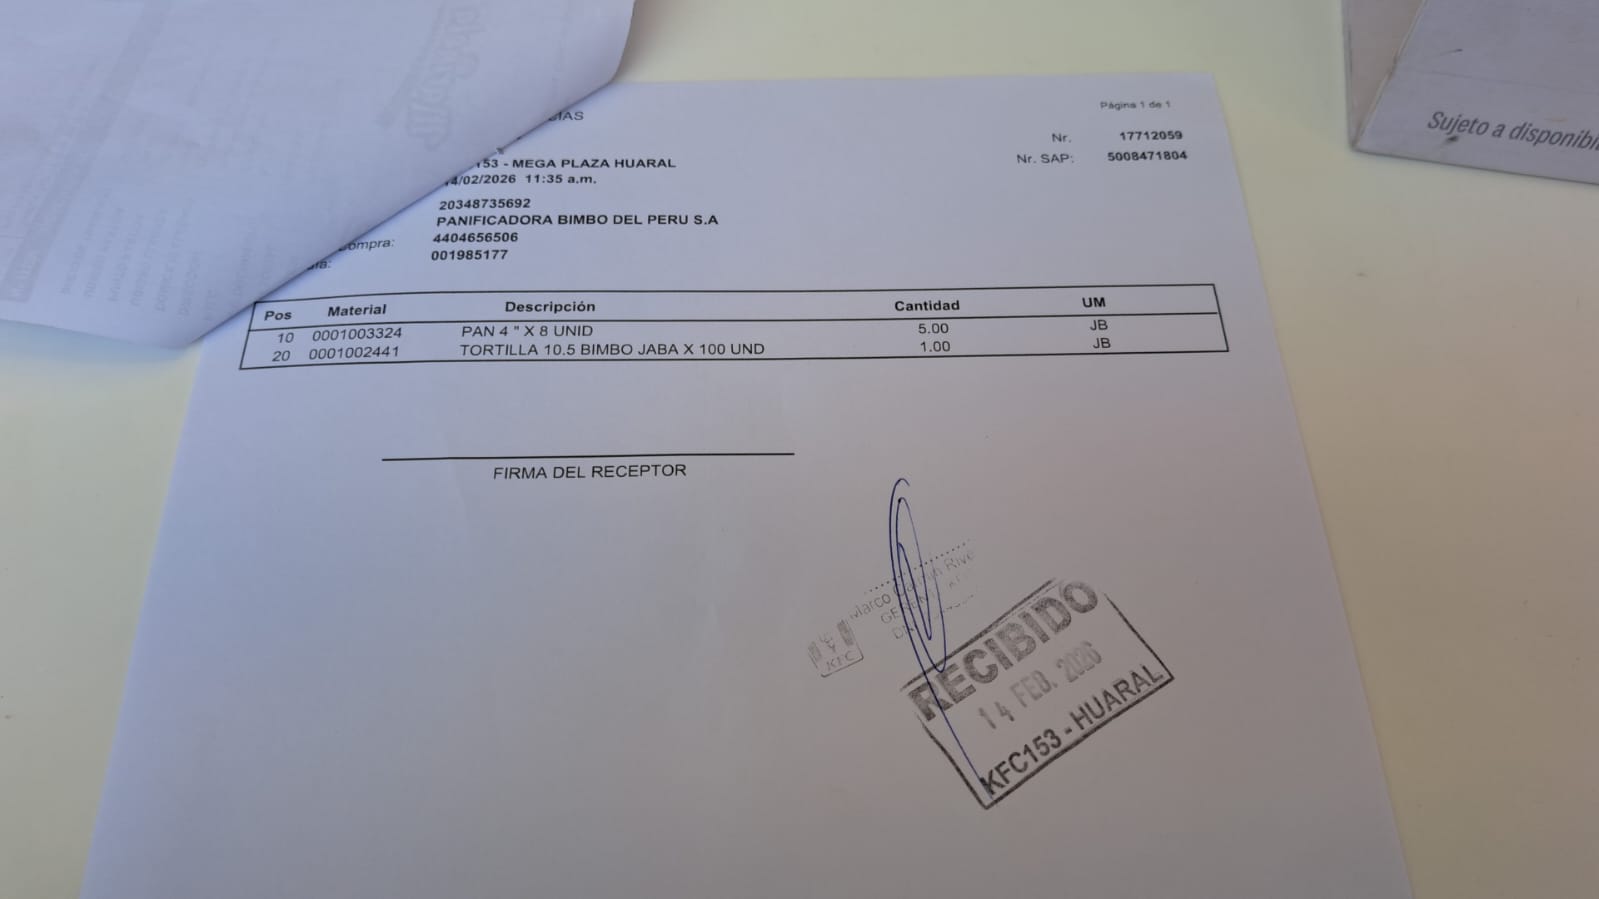 Página 1 de 1
Nr. 17712059
Nr. SAP: 5008471804
153 - MEGA PLAZA HUARAL
14/02/2026 11:35 a.m.
20348735692
PANIFICADORA BIMBO DEL PERU S.A
ompra: 4404656506
001985177
Pos Material Descripción Cantidad UM
10 0001003324 PAN 4 " X 8 UNID 5.00 JB
20 0001002441 TORTILLA 10.5 BIMBO JABA X 100 UND 1.00 JB
FIRMA DEL RECEPTOR
Marco
KFC
RECIBIDO
14 FEB. 2026
KFC153 - HUARAL
Sujeto a disponibi